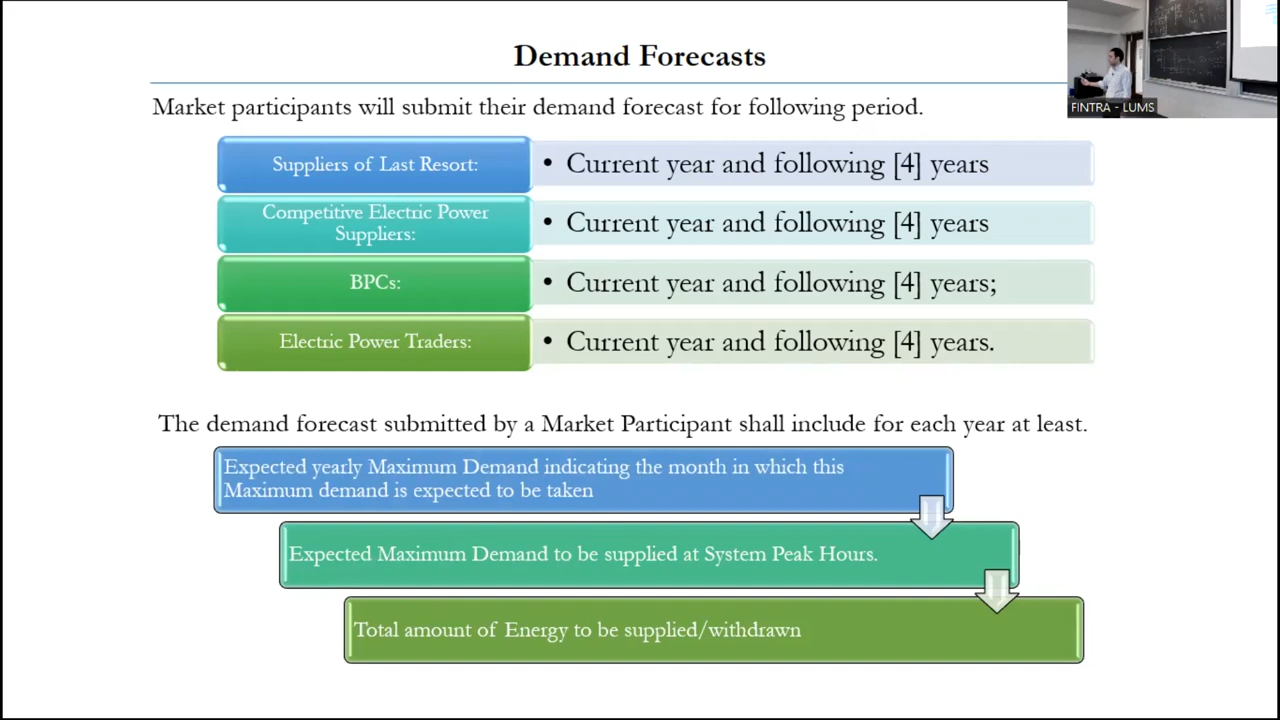 Demand Forecasts
FINTRA - LUMS
Market participants will submit their demand forecast for following period.
Suppliers of Last Resort:
• Current year and following [4] years
Competitive Electric Power
Suppliers:
• Current year and following [4] years
BPCs:
• Current year and following [4] years;
Electric Power Traders:
• Current year and following [4] years.
The demand forecast submitted by a Market Participant shall include for each year at least.
Expected yearly Maximum Demand indicating the month in which this
Maximum demand is expected to be taken
Expected Maximum Demand to be supplied at System Peak Hours.
Total amount of Energy to be supplied/withdrawn